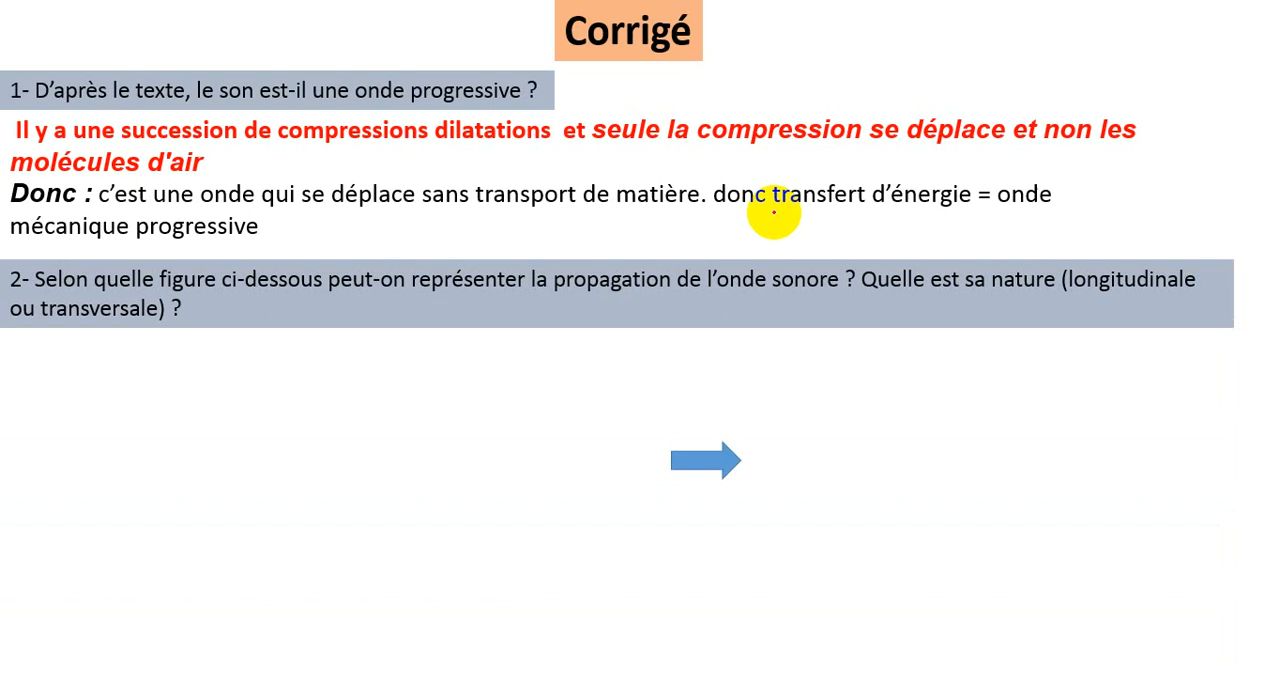 Corrigé
1- D’après le texte, le son est-il une onde progressive ?
Il y a une succession de compressions dilatations et seule la compression se déplace et non les
molécules d'air
Donc : c’est une onde qui se déplace sans transport de matière. donc transfert d’énergie = onde
mécanique progressive
2- Selon quelle figure ci-dessous peut-on représenter la propagation de l’onde sonore ? Quelle est sa nature (longitudinale
ou transversale) ?